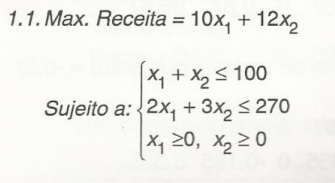 1.1. Max. Receita = 10x₁ + 12x₂
x₁ + x₂ ≤ 100
Sujeito a: 2x₁ + 3x₂ ≤ 270
x₁ ≥0, x₂ ≥ 0